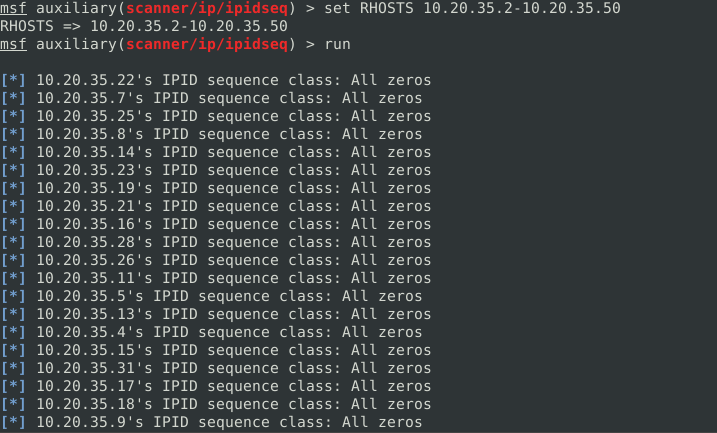 msf auxiliary(scanner/ip/ipidseq) > set RHOSTS 10.20.35.2-10.20.35.50
RHOSTS => 10.20.35.2-10.20.35.50
msf auxiliary(scanner/ip/ipidseq) > run
[*] 10.20.35.22's IPID sequence class: All zeros
[*] 10.20.35.7's IPID sequence class: All zeros
[*] 10.20.35.25's IPID sequence class: All zeros
[*] 10.20.35.8's IPID sequence class: All zeros
[*] 10.20.35.14's IPID sequence class: All zeros
[*] 10.20.35.23's IPID sequence class: All zeros
[*] 10.20.35.19's IPID sequence class: All zeros
[*] 10.20.35.21's IPID sequence class: All zeros
[*] 10.20.35.16's IPID sequence class: All zeros
[*] 10.20.35.28's IPID sequence class: All zeros
[*] 10.20.35.26's IPID sequence class: All zeros
[*] 10.20.35.11's IPID sequence class: All zeros
[*] 10.20.35.5's IPID sequence class: All zeros
[*] 10.20.35.13's IPID sequence class: All zeros
[*] 10.20.35.4's IPID sequence class: All zeros
[*] 10.20.35.15's IPID sequence class: All zeros
[*] 10.20.35.31's IPID sequence class: All zeros
[*] 10.20.35.17's IPID sequence class: All zeros
[*] 10.20.35.18's IPID sequence class: All zeros
[*] 10.20.35.9's IPID sequence class: All zeros